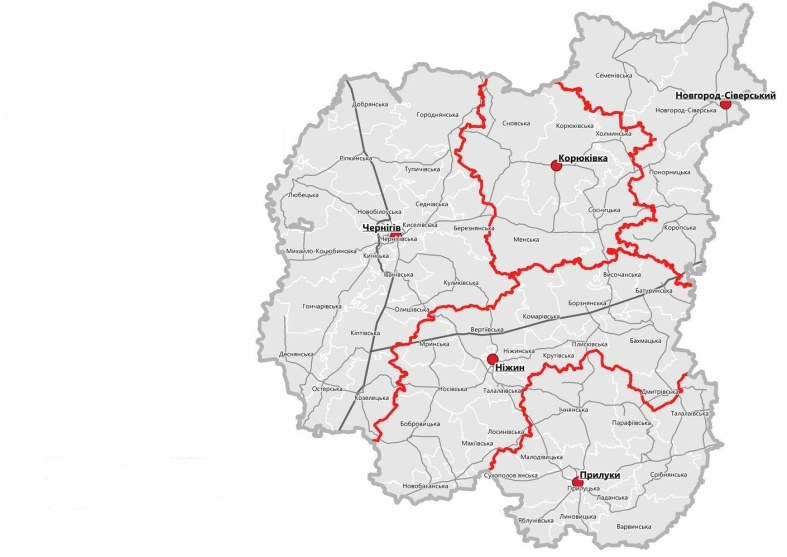 Семенівська
Новгород-Сіверський
Добрянська
Новгород-Сіверська
Городнянська
Сновська
Корюківська
Холминська
Ріпкинська
Корюківка
Тупичівська
Понорницька
Любецька
Седнівська
Новобілоуська
Сосницька
Киселівська
Чернігів
Березнянська
Коропська
Чернігівська
Менська
Михайло-Коцюбинська
Киїнська
Іванівська
Височанська
Куликівська
Батуринська
Гончарівська
Борзнянська
Олишівська
Комарівська
Вертіївська
Кіптівська
Бахмацька
Мринська
Плисківська
Ніжинська
Деснянська
Крутівська
Ніжин
Остерська
Носівська
Талалаївська
Дмитрівська
Козелецька
Ічнянська
Талалаївська
Бобровицька
Парафіївська
Лосинівська
Макіївська
Малодівицька
Сухополов'янська
Прилуки
Срібнянська
Новобасанська
Прилуцька
Ладанська
Линовицька
Яблунівська
Варвинська